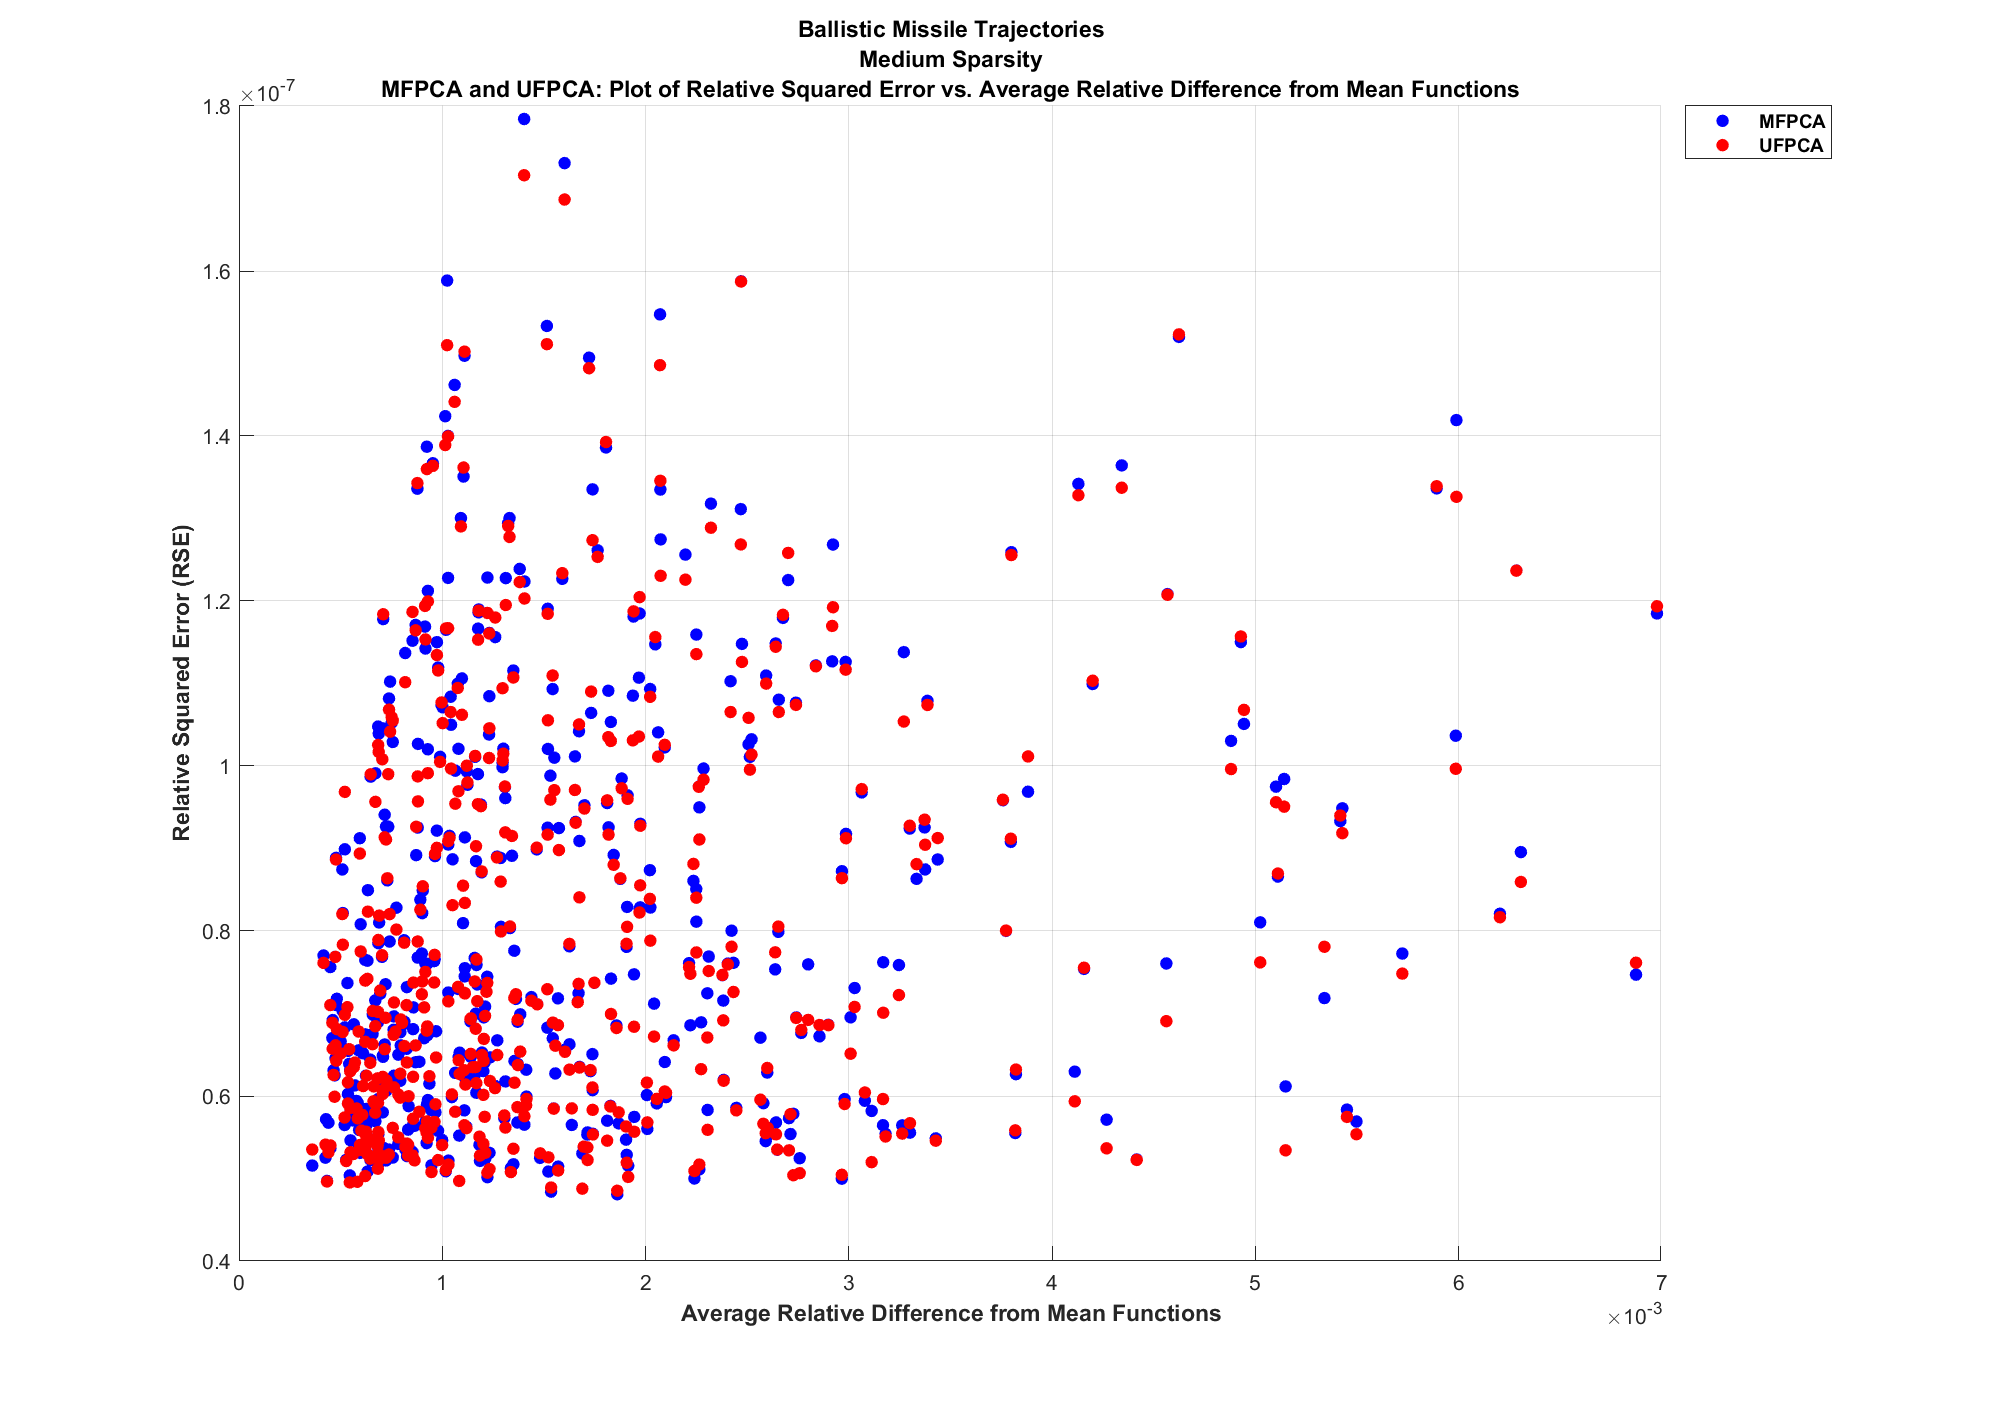 Ballistic Missile Trajectories
Medium Sparsity
MFPCA and UFPCA: Plot of Relative Squared Error vs. Average Relative Difference from Mean Functions
×10-7
1.8
1.6
1.4
1.2
1
0.8
0.6
0.4
Relative Squared Error (RSE)
0 1 2 3 4 5 6 7
×10-3
Average Relative Difference from Mean Functions
MFPCA
UFPCA